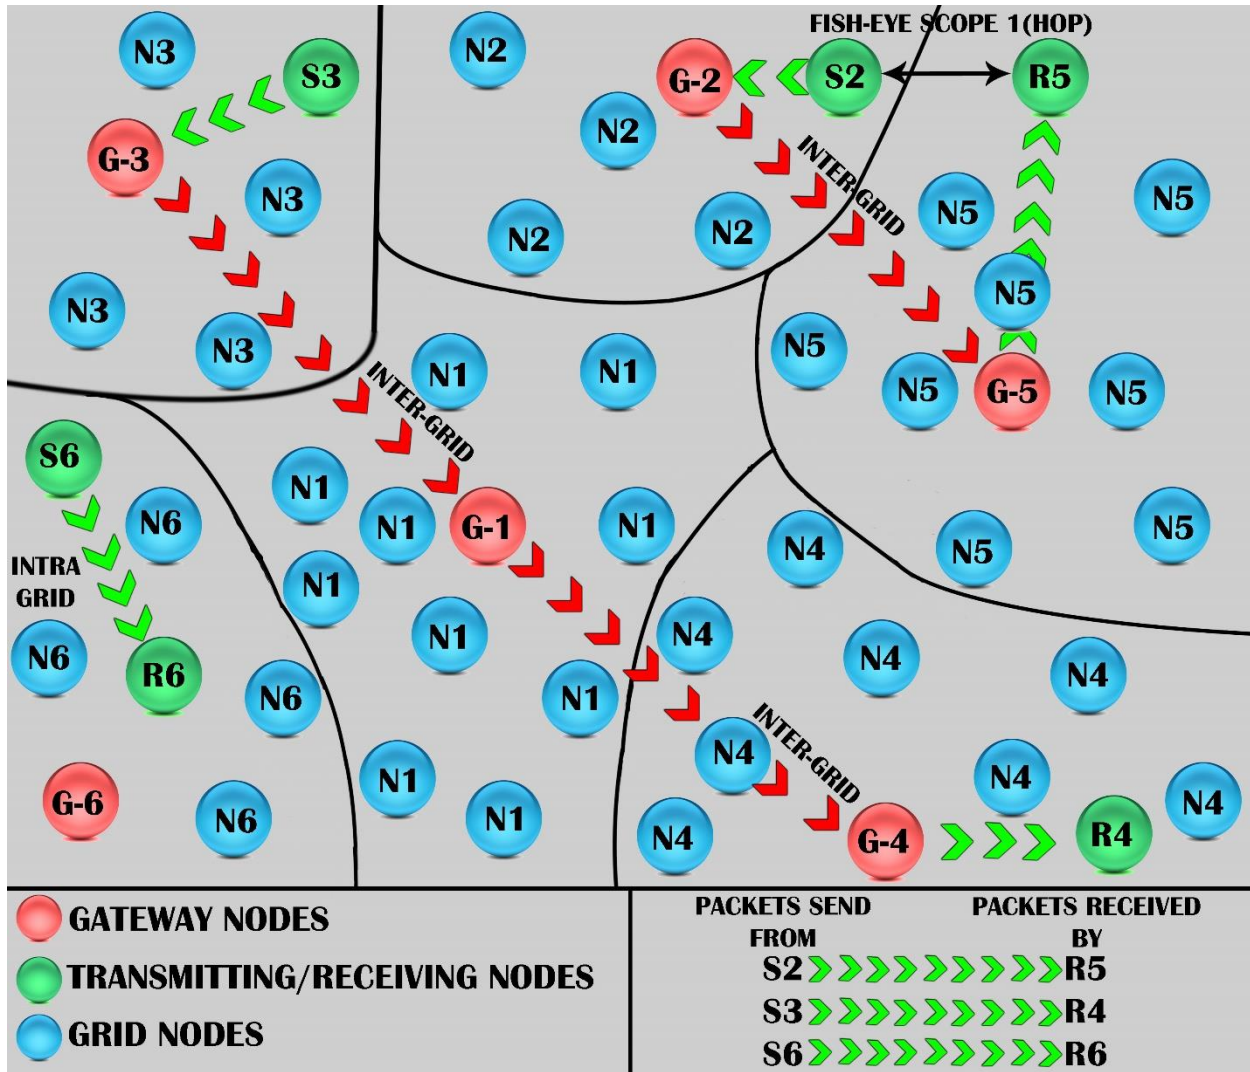 FISH-EYE SCOPE 1(HOP)
N3
S3
N2
G-2
S2
R5
N2
G-3
INTER-GRID
N3
N5
N5
N2
N2
N5
N3
N3
N5
INTER-GRID
N1
N1
N5
G-5
N5
S6
N1
N6
N1
G-1
N1
N4
N5
N5
INTRA
GRID
N1
N6
R6
N1
N4
N4
N4
N6
N1
INTER-GRID
N4
N4
G-6
N6
N1
N1
N4
G-4
R4
N4
GATEWAY NODES
TRANSMITTING/RECEIVING NODES
GRID NODES
PACKETS SEND
FROM
PACKETS RECEIVED
BY
S2 R5
S3 R4
S6 R6